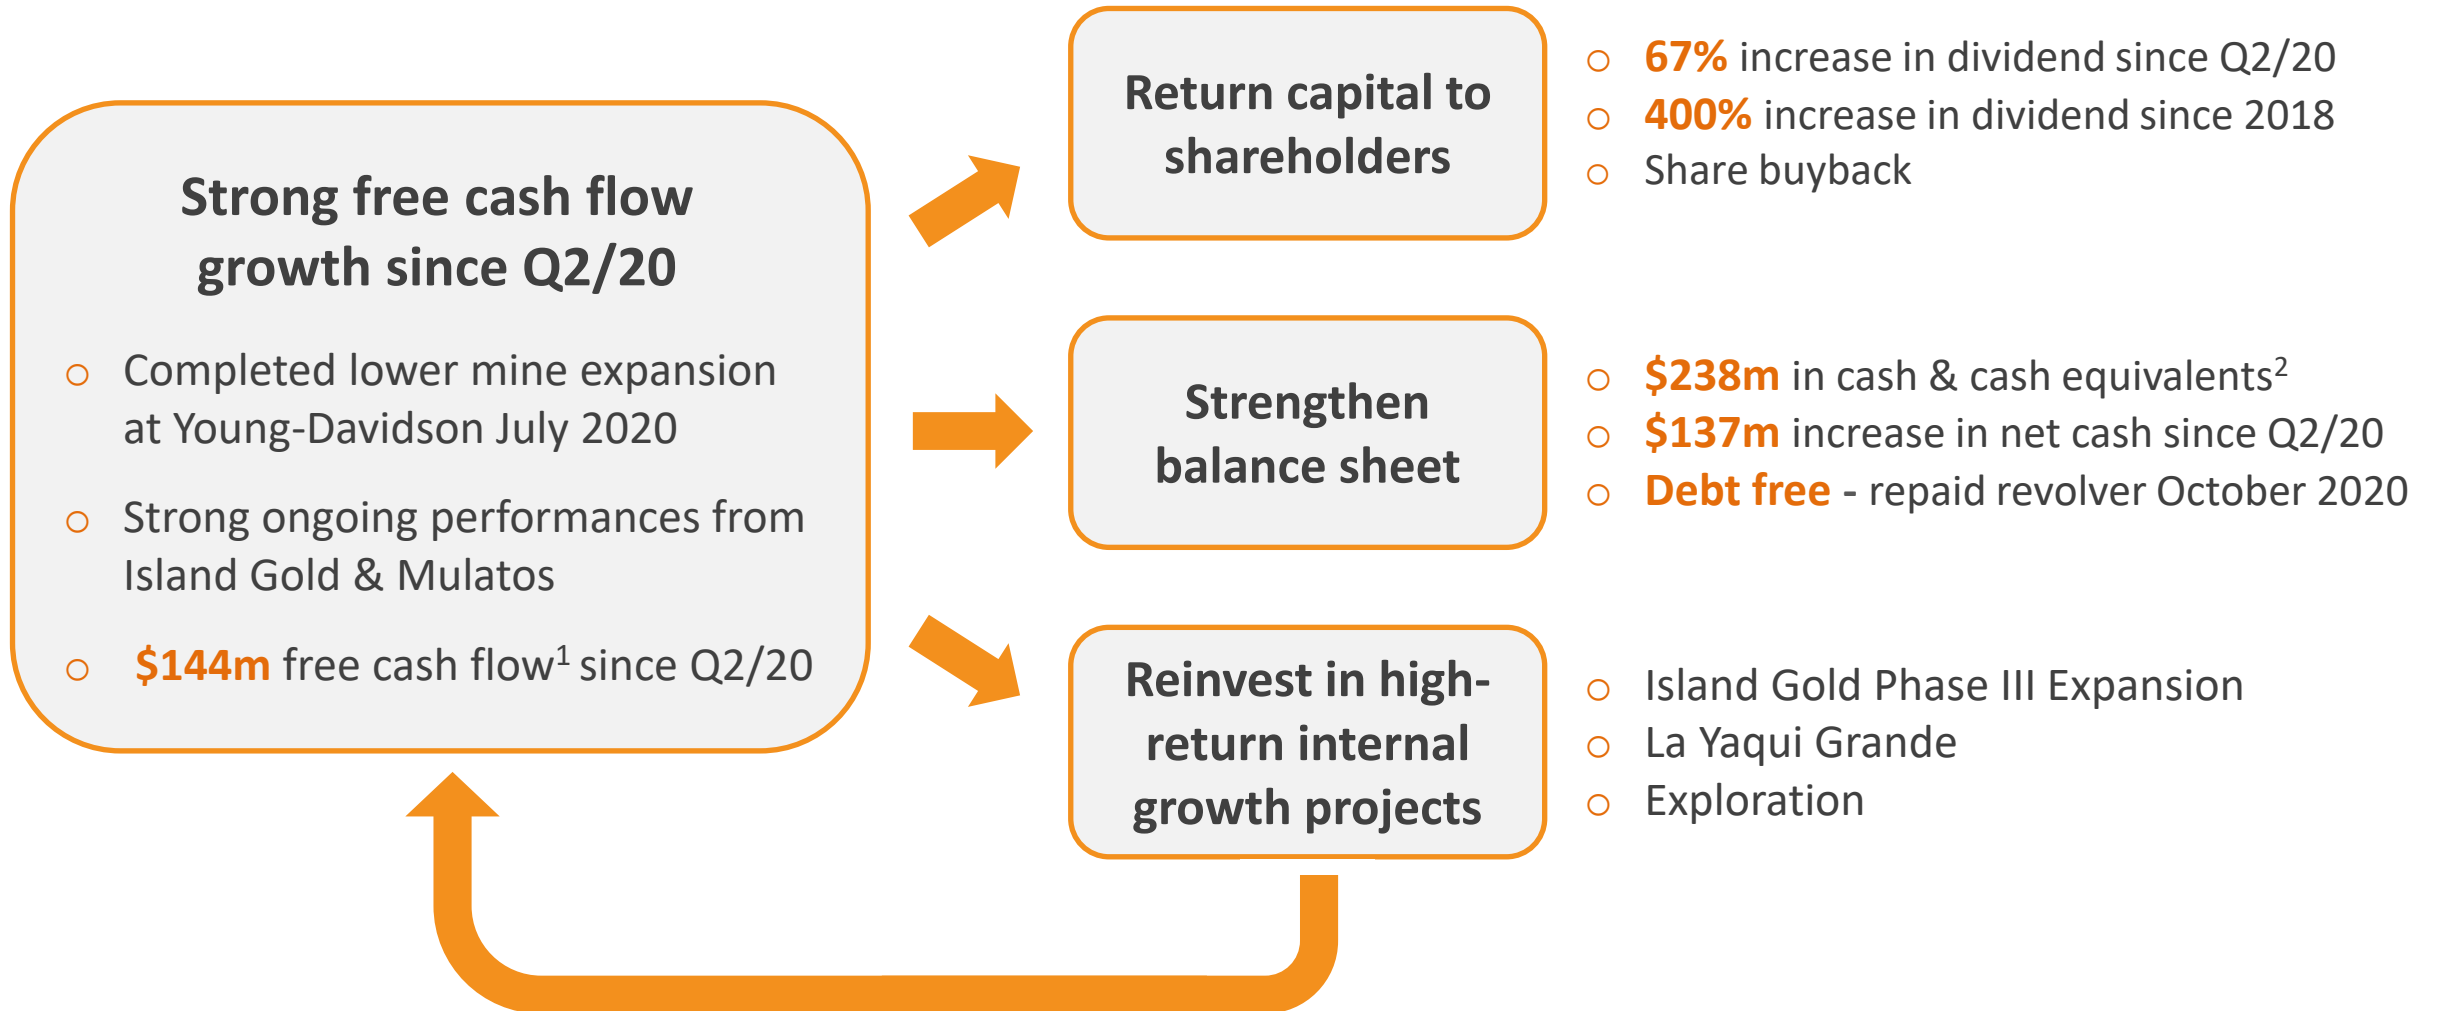 Strong free cash flow
growth since Q2/20
o Completed lower mine expansion
at Young-Davidson July 2020
o Strong ongoing performances from
Island Gold & Mulatos
o $144m free cash flow¹ since Q2/20
Return capital to
shareholders
o 67% increase in dividend since Q2/20
o 400% increase in dividend since 2018
o Share buyback
Strengthen
balance sheet
o $238m in cash & cash equivalents²
o $137m increase in net cash since Q2/20
o Debt free - repaid revolver October 2020
Reinvest in high-
return internal
growth projects
o Island Gold Phase III Expansion
o La Yaqui Grande
o Exploration